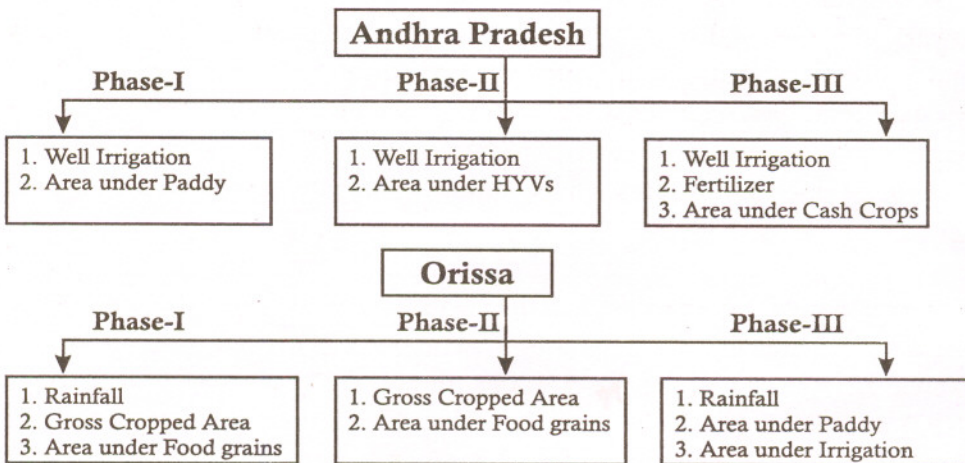 Andhra Pradesh
Phase-I Phase-II Phase-III
1. Well Irrigation
2. Area under Paddy
1. Well Irrigation
2. Area under HYVs
1. Well Irrigation
2. Fertilizer
3. Area under Cash Crops
Orissa
Phase-I Phase-II Phase-III
1. Rainfall
2. Gross Cropped Area
3. Area under Food grains
1. Gross Cropped Area
2. Area under Food grains
1. Rainfall
2. Area under Paddy
3. Area under Irrigation